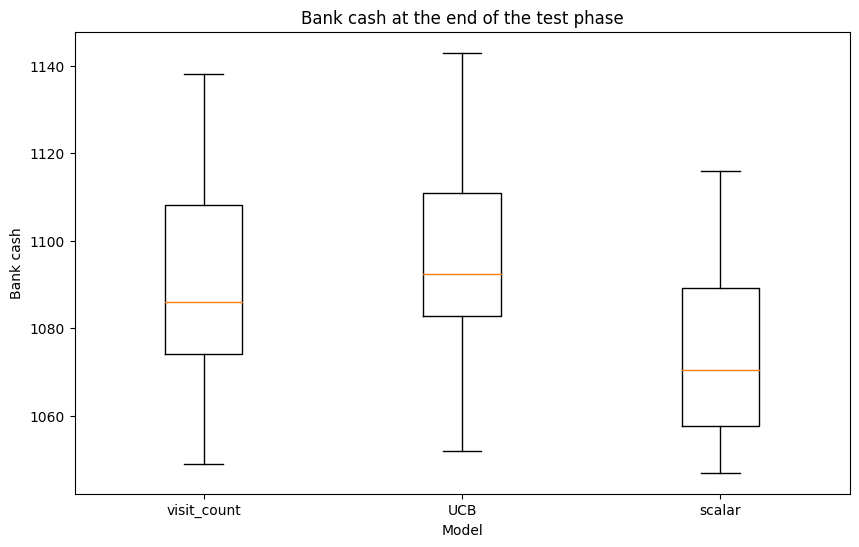 Bank cash at the end of the test phase
1140
1120
1100
1080
1060
Bank cash
visit_count
UCB
scalar
Model